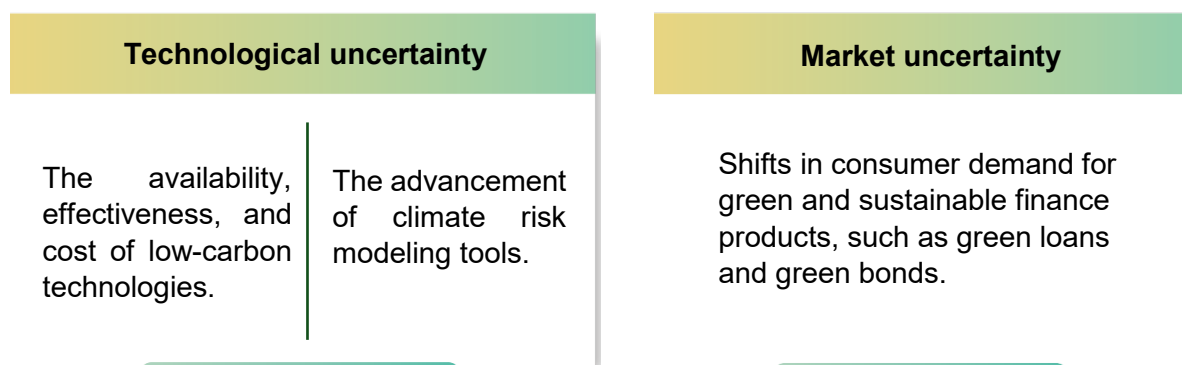 Technological uncertainty
The availability,
effectiveness, and
cost of low-carbon
technologies.
The advancement
of climate risk
modeling tools.
Market uncertainty
Shifts in consumer demand for
green and sustainable finance
products, such as green loans
and green bonds.